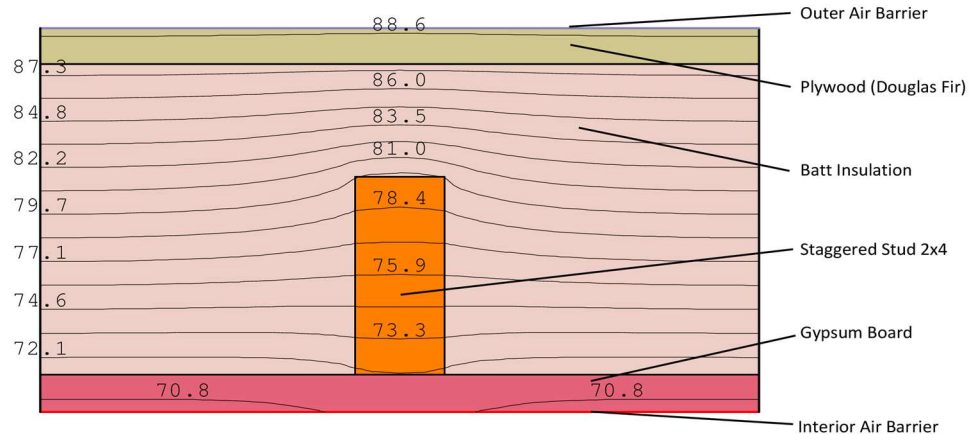 Outer Air Barrier
88.6
87.3
86.0
Plywood (Douglas Fir)
84.8
83.5
82.2
81.0
Batt Insulation
79.7
78.4
77.1
75.9
Staggered Stud 2x4
74.6
73.3
72.1
Gypsum Board
70.8
70.8
Interior Air Barrier